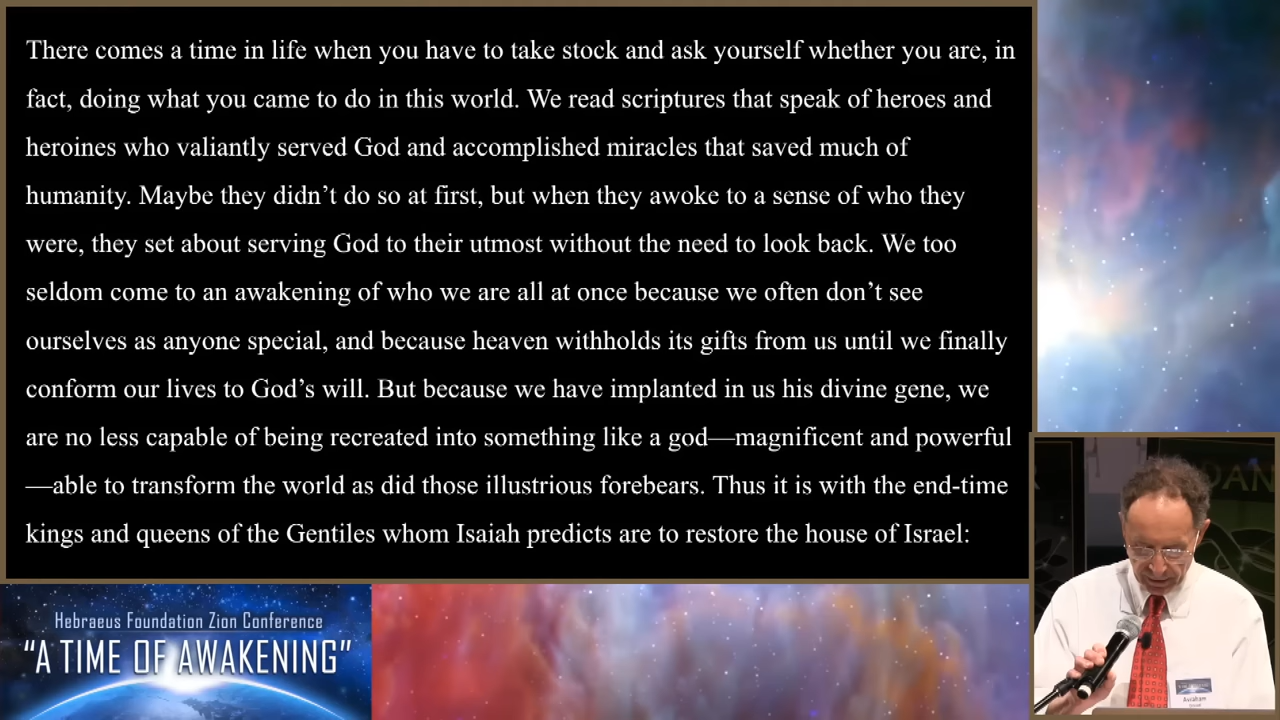 There comes a time in life when you have to take stock and ask yourself whether you are, in
fact, doing what you came to do in this world. We read scriptures that speak of heroes and
heroines who valiantly served God and accomplished miracles that saved much of
humanity. Maybe they didn’t do so at first, but when they awoke to a sense of who they
were, they set about serving God to their utmost without the need to look back. We too
seldom come to an awakening of who we are all at once because we often don’t see
ourselves as anyone special, and because heaven withholds its gifts from us until we finally
conform our lives to God’s will. But because we have implanted in us his divine gene, we
are no less capable of being recreated into something like a god—magnificent and powerful
—able to transform the world as did those illustrious forebears. Thus it is with the end-time
kings and queens of the Gentiles whom Isaiah predicts are to restore the house of Israel:
Hebraeus Foundation Zion Conference
“A TIME OF AWAKENING”
DAN
Avraham